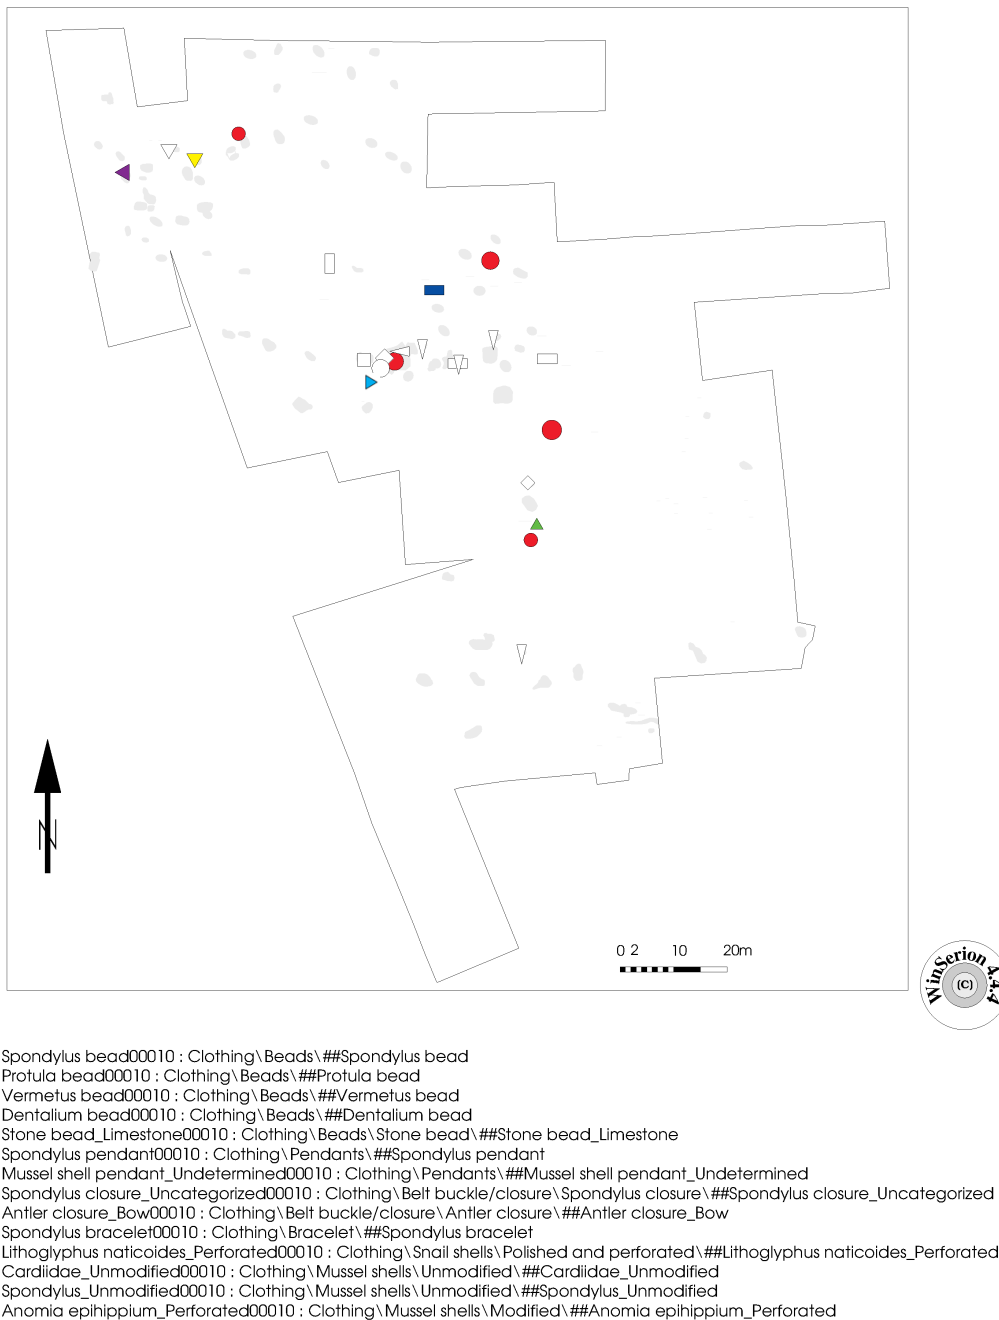 N
0 2 10 20m
WinSerion 4.4.4
(C)
Spondylus bead00010 : Clothing\Beads\##Spondylus bead
Protula bead00010 : Clothing\Beads\##Protula bead
Vermetus bead00010 : Clothing\Beads\##Vermetus bead
Dentalium bead00010 : Clothing\Beads\##Dentalium bead
Stone bead_Limestone00010 : Clothing\Beads\Stone bead\##Stone bead_Limestone
Spondylus pendant00010 : Clothing\Pendants\##Spondylus pendant
Mussel shell pendant_Undetermined00010 : Clothing\Pendants\##Mussel shell pendant_Undetermined
Spondylus closure_Uncategorized00010 : Clothing\Belt buckle/closure\Spondylus closure\##Spondylus closure_Uncategorized
Antler closure_Bow00010 : Clothing\Belt buckle/closure\Antler closure\##Antler closure_Bow
Spondylus bracelet00010 : Clothing\Bracelet\##Spondylus bracelet
Lithoglyphus naticoides_Perforated00010 : Clothing\Snail shells\Polished and perforated\##Lithoglyphus naticoides_Perforated
Cardiidae_Unmodified00010 : Clothing\Mussel shells\Unmodified\##Cardiidae_Unmodified
Spondylus_Unmodified00010 : Clothing\Mussel shells\Unmodified\##Spondylus_Unmodified
Anomia epihippium_Perforated00010 : Clothing\Mussel shells\Modified\##Anomia epihippium_Perforated